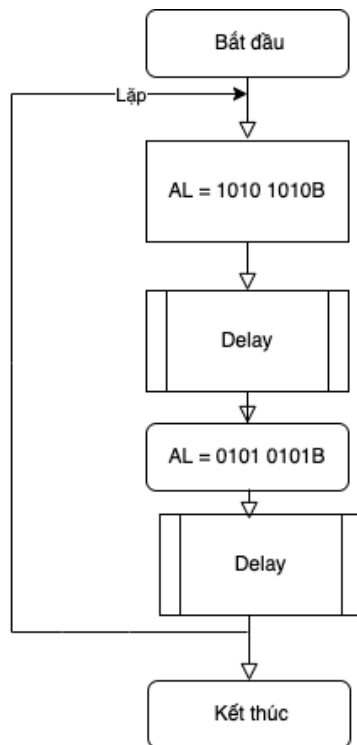 Bắt đầu
Lặp
AL = 1010 1010B
Delay
AL = 0101 0101B
Delay
Kết thúc